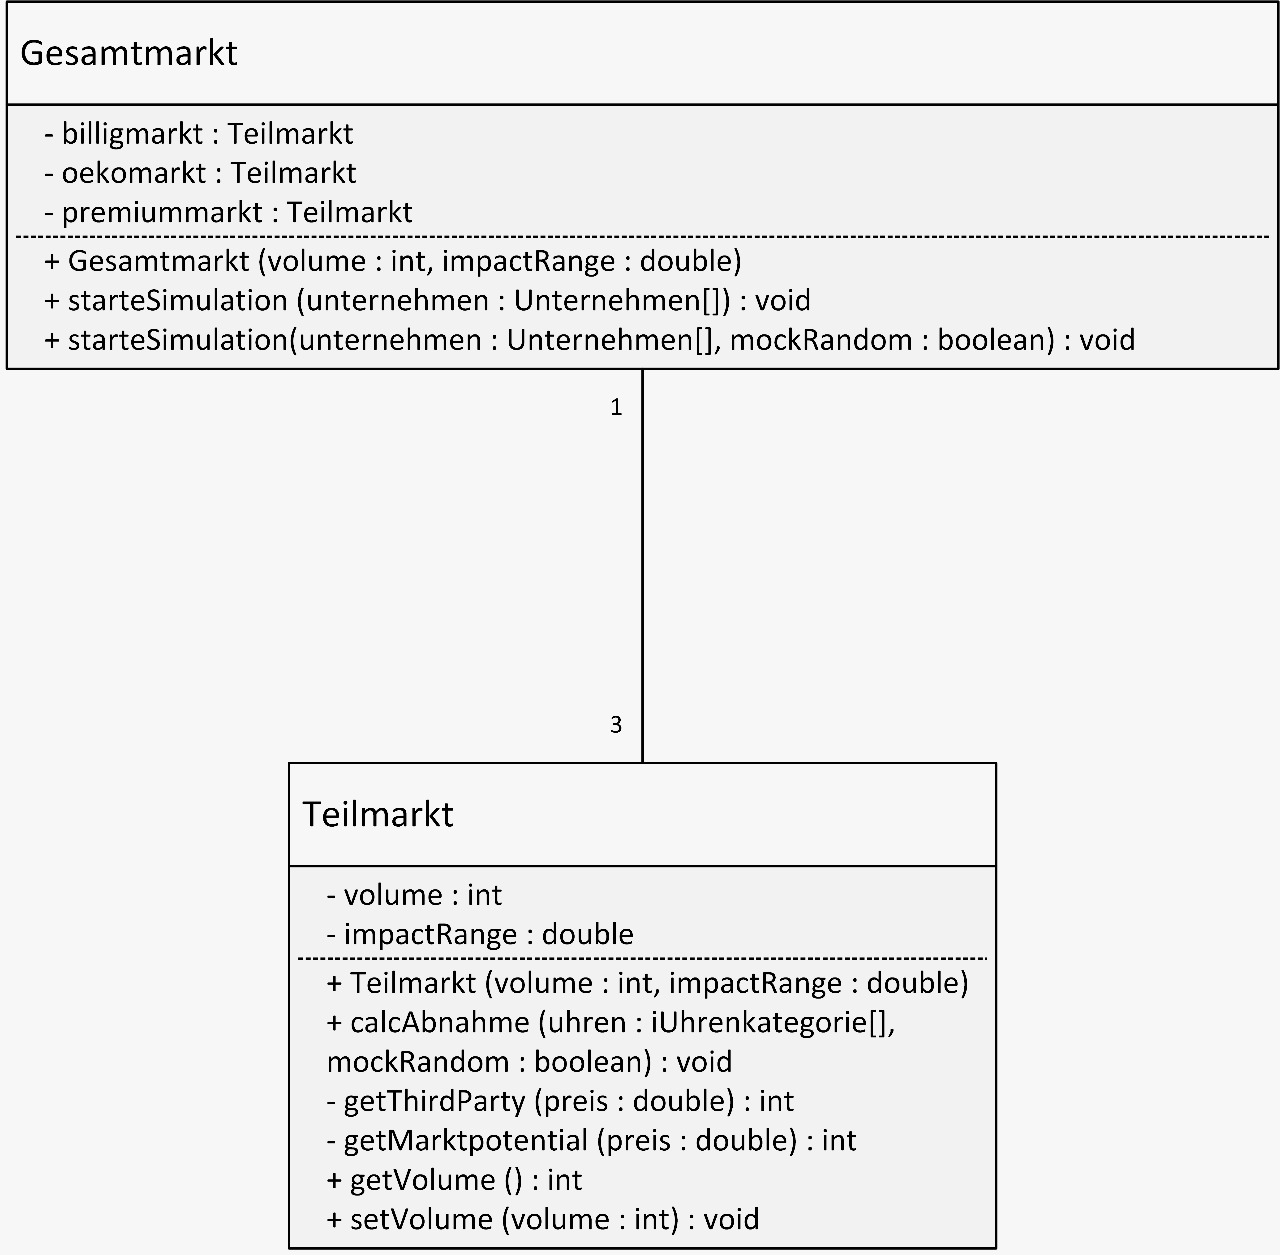 Gesamtmarkt
- billigmarkt : Teilmarkt
- oekomarkt : Teilmarkt
- premiummarkt : Teilmarkt
+ Gesamtmarkt (volume : int, impactRange : double)
+ starteSimulation (unternehmen : Unternehmen[]) : void
+ starteSimulation(unternehmen : Unternehmen[], mockRandom : boolean) : void
1
3
Teilmarkt
- volume : int
- impactRange : double
+ Teilmarkt (volume : int, impactRange : double)
+ calcAbnahme (uhren : iUhrenkategorie[],
mockRandom : boolean) : void
- getThirdParty (preis : double) : int
- getMarktpotential (preis : double) : int
+ getVolume () : int
+ setVolume (volume : int) : void